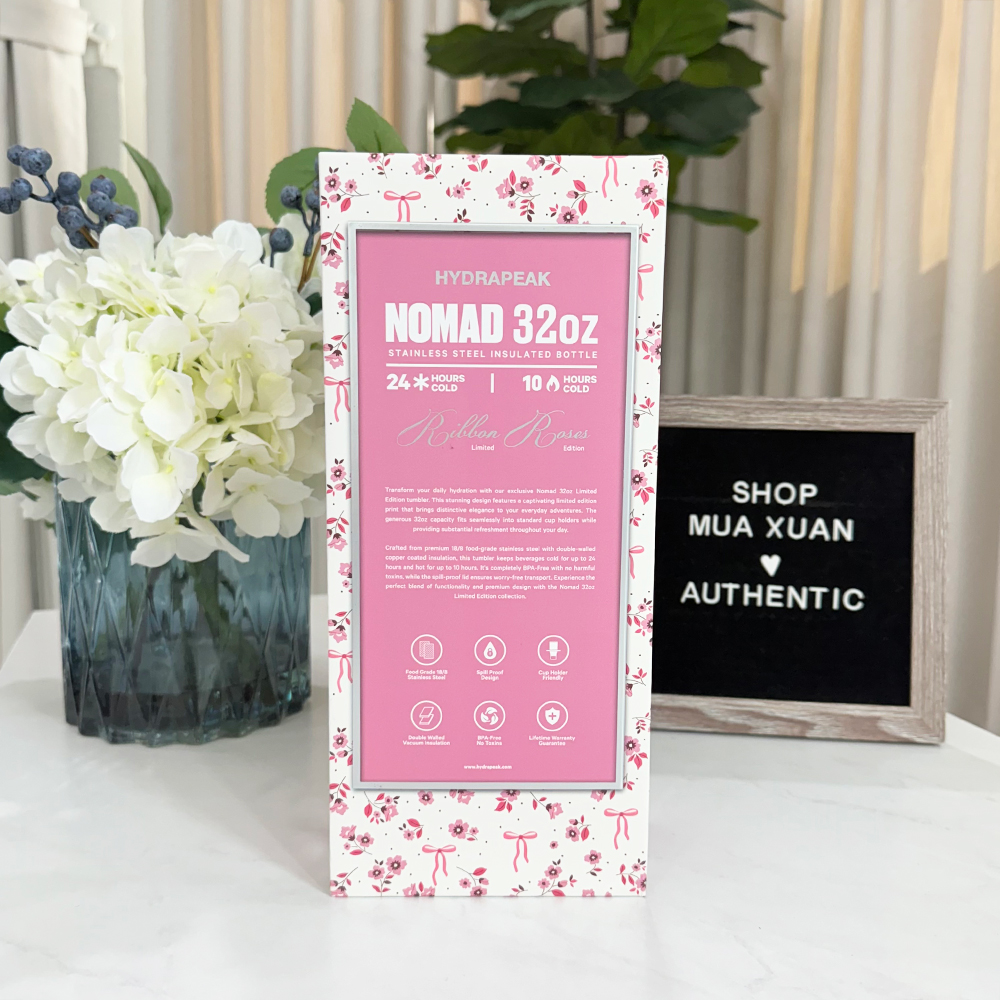 HYDRAPEAK
NOMAD 32oz
STAINLESS STEEL INSULATED BOTTLE
24 HOURS COLD | 10 HOURS COLD
Ribbon Roses
Limited Edition
Transform your daily hydration with our exclusive Nomad 32oz Limited
Edition tumbler. This stunning design features a captivating limited edition
print that brings distinctive elegance to your everyday adventures. The
generous 32oz capacity fits seamlessly into standard cup holders while
providing substantial refreshment throughout your day.
Crafted from premium 18/8 food-grade stainless steel with double-walled
copper coated insulation, this tumbler keeps beverages cold for up to 24
hours and hot for up to 10 hours. It's completely BPA-Free with no harmful
toxins, while the spill-proof lid ensures worry-free transport. Experience the
perfect blend of functionality and premium design with the Nomad 32oz
Limited Edition collection.
Food Grade 18/8
Stainless Steel
Spill Proof
Design
Cup Holder
Friendly
Double Walled
Vacuum Insulation
BPA-Free
No Toxins
Lifetime Warranty
Guarantee
www.hydrapeak.com
SHOP
MUA XUAN
♥
AUTHENTIC